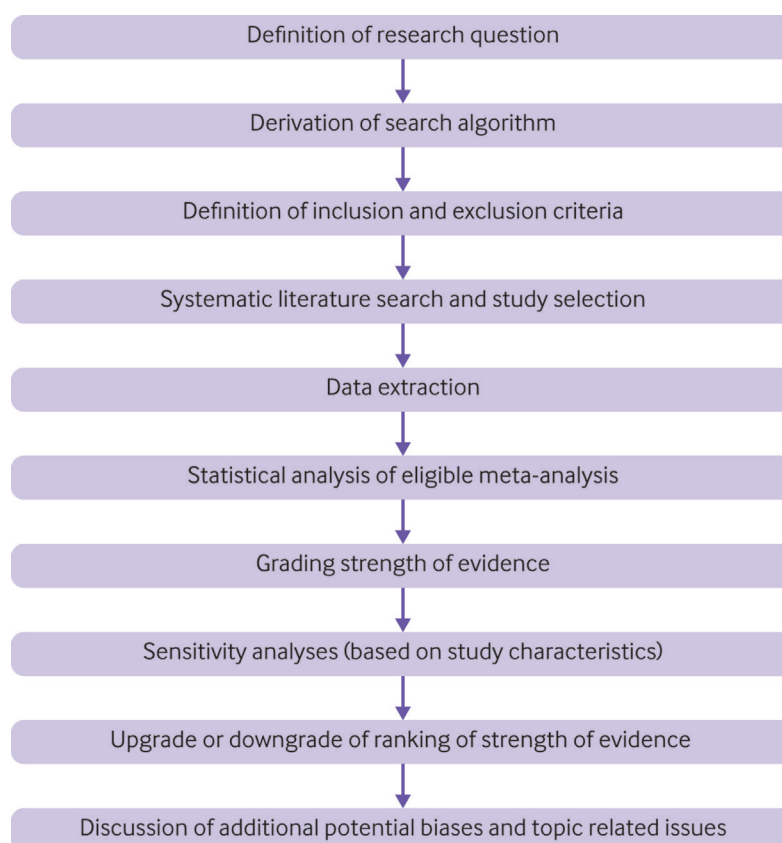 Definition of research question
Derivation of search algorithm
Definition of inclusion and exclusion criteria
Systematic literature search and study selection
Data extraction
Statistical analysis of eligible meta-analysis
Grading strength of evidence
Sensitivity analyses (based on study characteristics)
Upgrade or downgrade of ranking of strength of evidence
Discussion of additional potential biases and topic related issues